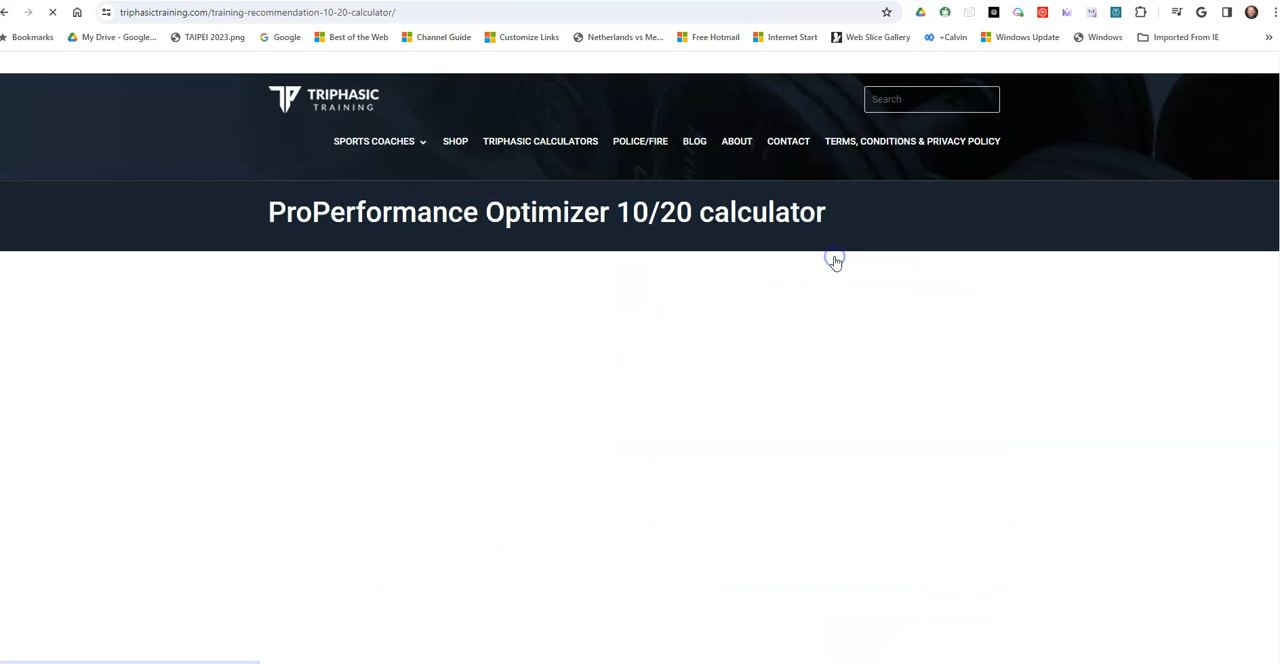 triphasictraining.com/training-recommendation-10-20-calculator/
Bookmarks My Drive - Google... TAIPEI 2023.png Google Best of the Web Channel Guide Customize Links Netherlands vs Me... Free Hotmail Internet Start Web Slice Gallery +Calvin Windows Update Windows Imported From IE »
TRIPHASIC
TRAINING
Search
SPORTS COACHES SHOP TRIPHASIC CALCULATORS POLICE/FIRE BLOG ABOUT CONTACT TERMS, CONDITIONS & PRIVACY POLICY
ProPerformance Optimizer 10/20 calculator